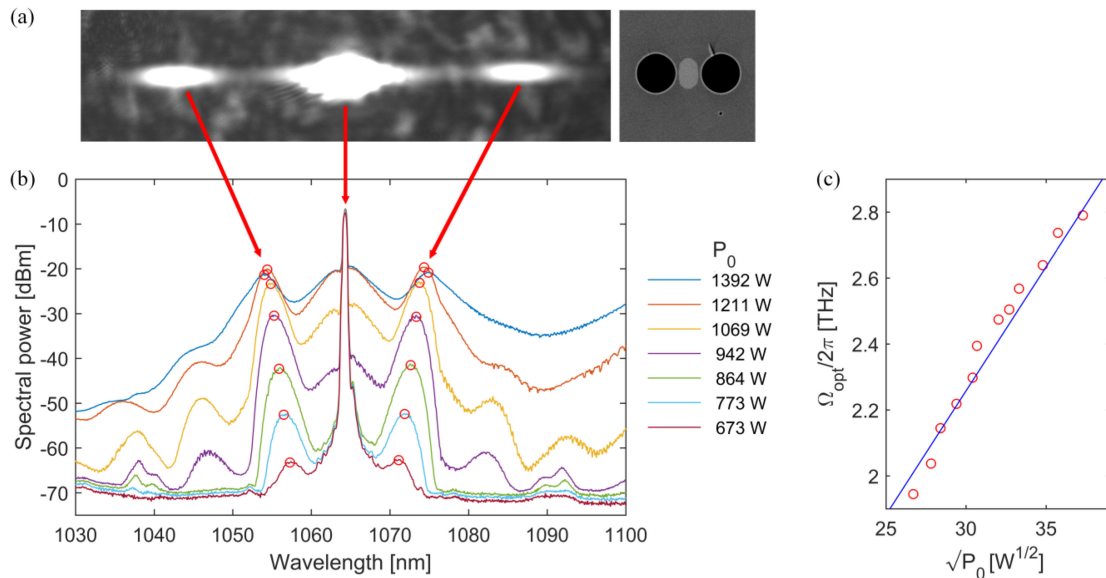 (a)
(b)
0
-10
-20
-30
-40
-50
-60
-70
Spectral power [dBm]
1030 1040 1050 1060 1070 1080 1090 1100
Wavelength [nm]
P0
1392 W
1211 W
1069 W
942 W
864 W
773 W
673 W
(c)
2.8
2.6
2.4
2.2
2
Ωopt/2π [THz]
25 30 35
√P0 [W1/2]